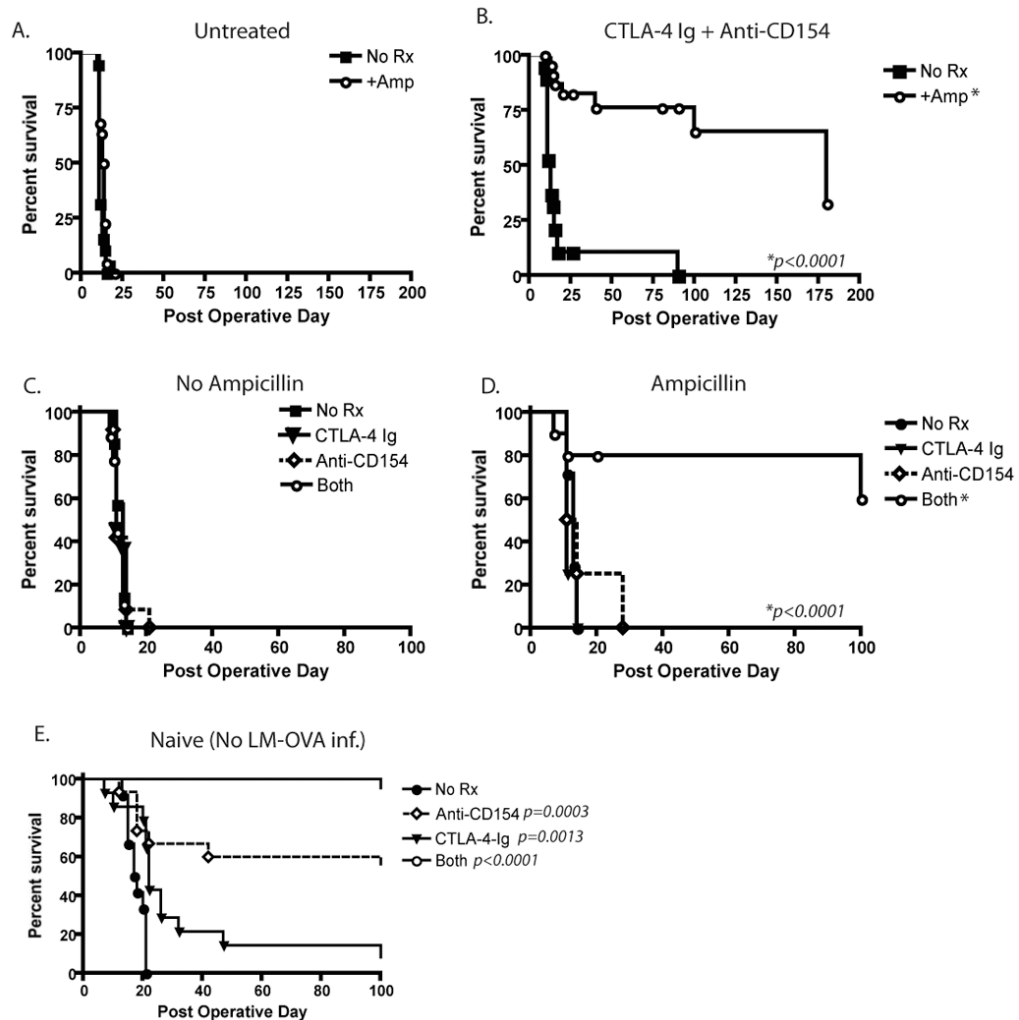 A.
Untreated
No Rx
+Amp
Percent survival
100
75
50
25
0
0 25 50 75 100 125 150 175 200
Post Operative Day
B.
CTLA-4 Ig + Anti-CD154
No Rx
+Amp*
Percent survival
100
75
50
25
0
*p<0.0001
0 25 50 75 100 125 150 175 200
Post Operative Day
C.
No Ampicillin
No Rx
CTLA-4 Ig
Anti-CD154
Both
Percent survival
100
80
60
40
20
0
0 20 40 60 80 100
Post Operative Day
D.
Ampicillin
No Rx
CTLA-4 Ig
Anti-CD154
Both*
Percent survival
100
80
60
40
20
0
*p<0.0001
0 20 40 60 80 100
Post Operative Day
E.
Naive (No LM-OVA inf.)
No Rx
Anti-CD154 p=0.0003
CTLA-4-Ig p=0.0013
Both p<0.0001
Percent survival
100
80
60
40
20
0
0 20 40 60 80 100
Post Operative Day